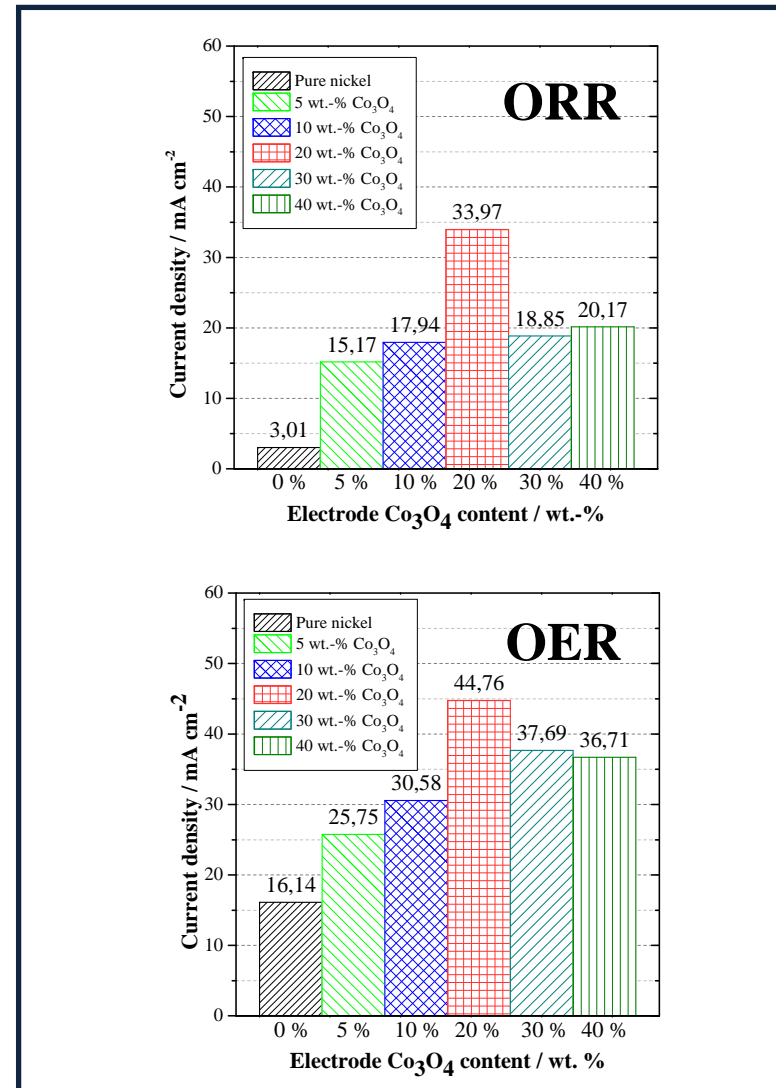 ORR
Pure nickel
5 wt.-% Co₃O₄
10 wt.-% Co₃O₄
20 wt.-% Co₃O₄
30 wt.-% Co₃O₄
40 wt.-% Co₃O₄
60
50
40
30
20
10
0
Current density / mA cm⁻²
3,01
15,17
17,94
33,97
18,85
20,17
0 % 5 % 10 % 20 % 30 % 40 %
Electrode Co₃O₄ content / wt.-%
OER
Pure nickel
5 wt.-% Co₃O₄
10 wt.-% Co₃O₄
20 wt.-% Co₃O₄
30 wt.-% Co₃O₄
40 wt.-% Co₃O₄
60
50
40
30
20
10
0
Current density / mA cm⁻²
16,14
25,75
30,58
44,76
37,69
36,71
0 % 5 % 10 % 20 % 30 % 40 %
Electrode Co₃O₄ content / wt. %